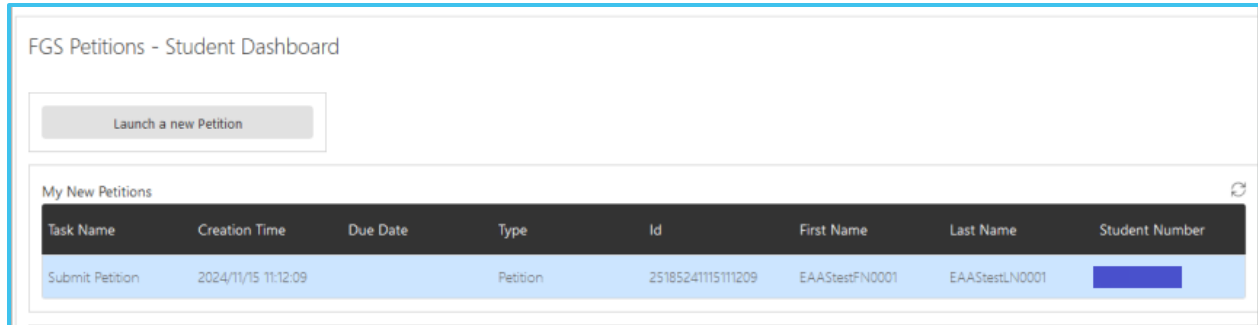 FGS Petitions - Student Dashboard
Launch a new Petition
My New Petitions
Task Name Creation Time Due Date Type Id First Name Last Name Student Number
Submit Petition 2024/11/15 11:12:09 Petition 25185241115111209 EAAStestFN0001 EAAStestLN0001